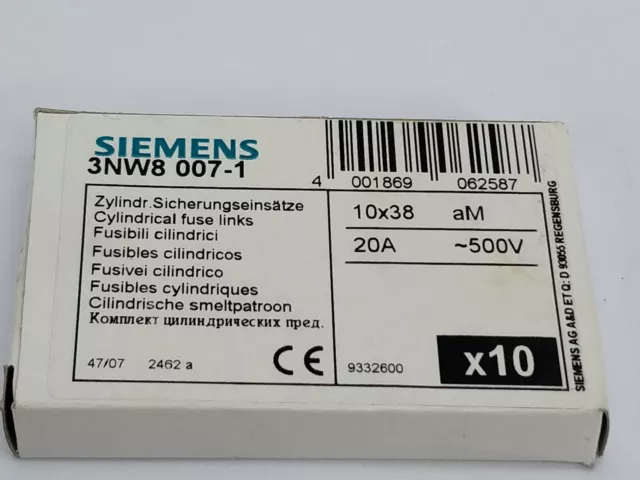 SIEMENS
3NW8 007-1
4 001869 062587
Zylindr.Sicherungseinsätze
Cylindrical fuse links
Fusibili cilindrici
Fusibles cilindricos
Fusivei cilindrico
Fusibles cylindriques
Cilindrische smeltpatroon
Комплект цилиндрических пред.
10x38 aM
20A ~500V
47/07 2462 a CE
9332600
x10
SIEMENS AG A&D ET Q: D 93055 REGENSBURG